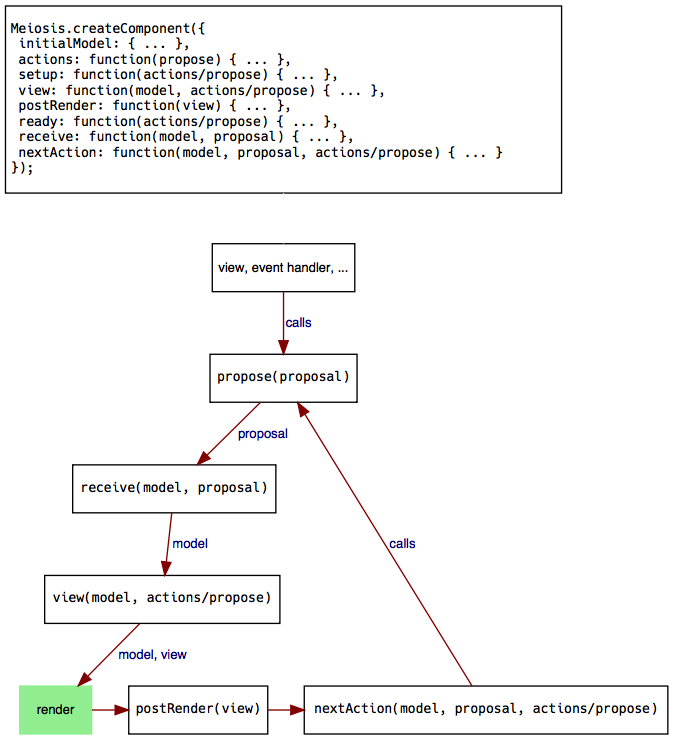 Meiosis.createComponent({
 initialModel: { ... },
 actions: function(propose) { ... },
 setup: function(actions/propose) { ... },
 view: function(model, actions/propose) { ... },
 postRender: function(view) { ... },
 ready: function(actions/propose) { ... },
 receive: function(model, proposal) { ... },
 nextAction: function(model, proposal, actions/propose) { ... }
});
view, event handler, ...
calls
propose(proposal)
proposal
receive(model, proposal)
model
calls
view(model, actions/propose)
model, view
render
postRender(view)
nextAction(model, proposal, actions/propose)